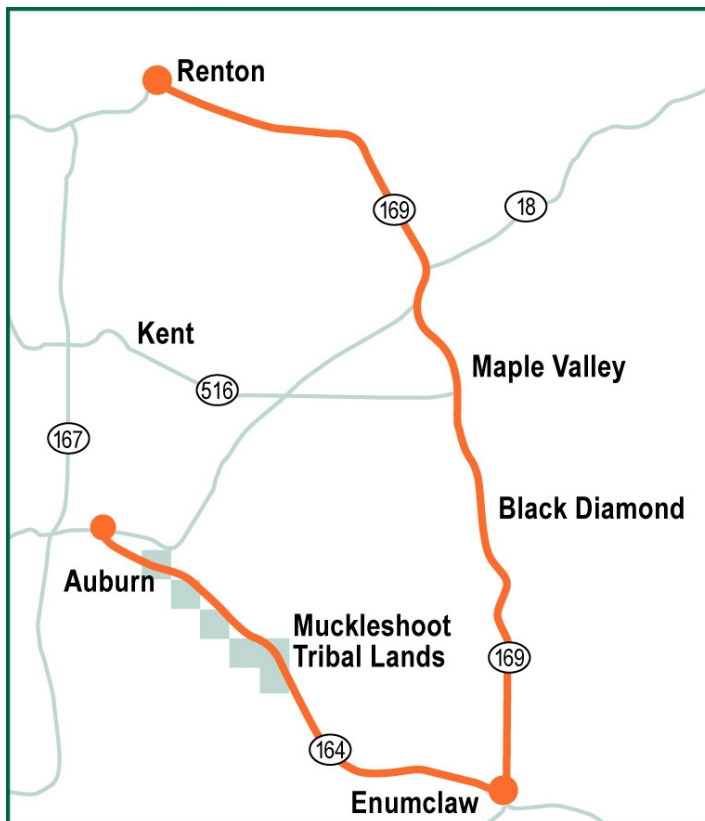 Renton
169
18
Kent
Maple Valley
516
167
Black Diamond
Auburn
Muckleshoot
Tribal Lands
169
164
Enumclaw